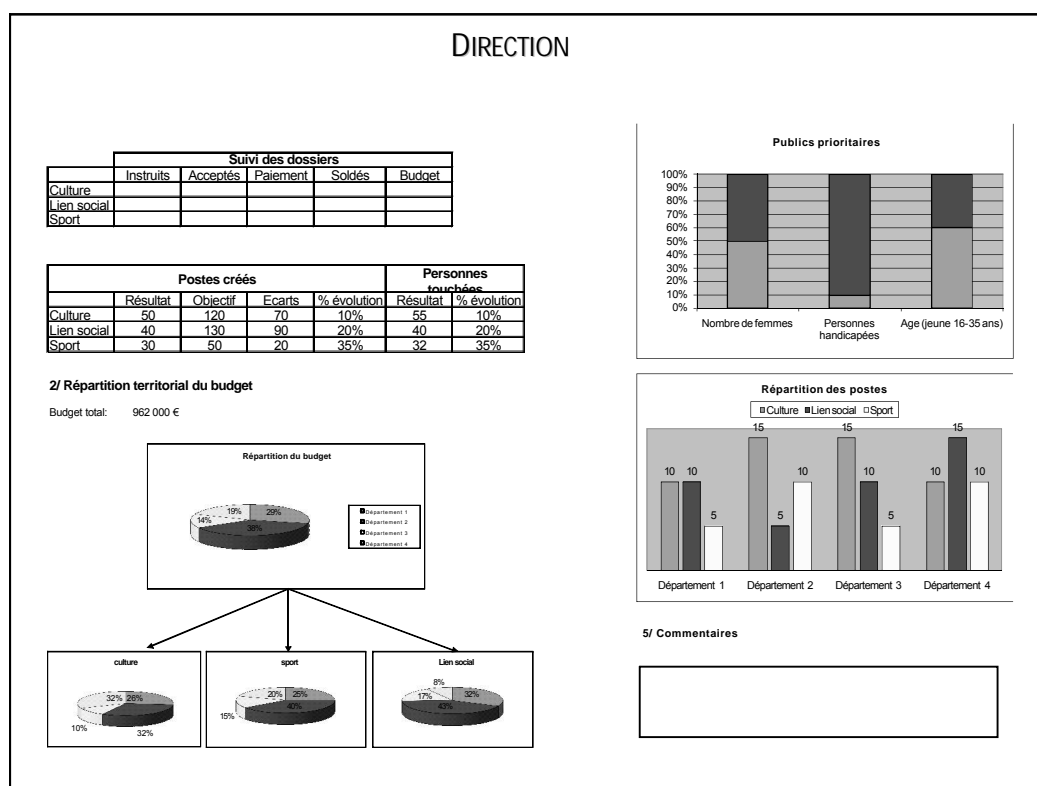 DIRECTION
Suivi des dossiers
Instruits Acceptés Paiement Soldés Budget
Culture
Lien social
Sport
Postes créés Personnes touchées
Résultat Objectif Ecarts % évolution Résultat % évolution
Culture 50 120 70 10% 55 10%
Lien social 40 130 90 20% 40 20%
Sport 30 50 20 35% 32 35%
2/ Répartition territorial du budget
Budget total: 962 000 €
Répartition du budget
19% 29%
14%
38%
Département 1
Département 2
Département 3
Département 4
culture
32% 26%
10%
32%
sport
20% 25%
40%
15%
Lien social
8%
32%
17%
43%
Publics prioritaires
100%
90%
80%
70%
60%
50%
40%
30%
20%
10%
0%
Nombre de femmes Personnes handicapées Age (jeune 16-35 ans)
Répartition des postes
Culture Lien social Sport
15 15 15
10 10 10 10 10 10
5 5 5
Département 1 Département 2 Département 3 Département 4
5/ Commentaires